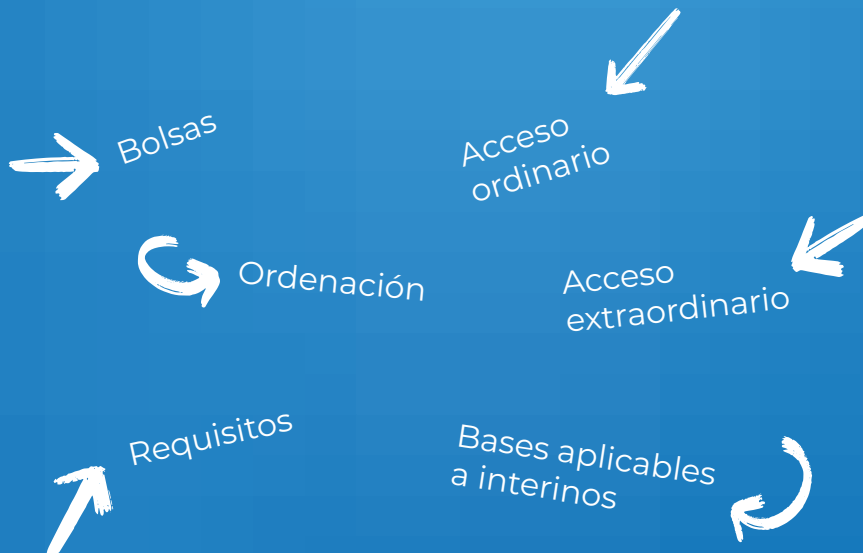 Bolsas
Acceso
ordinario
Ordenación
Acceso
extraordinario
Requisitos
Bases aplicables
a interinos